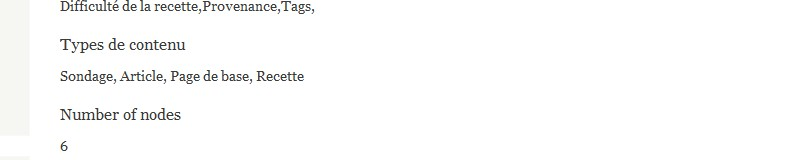 Difficulté de la recette,Provenance,Tags,
Types de contenu
Sondage, Article, Page de base, Recette
Number of nodes
6